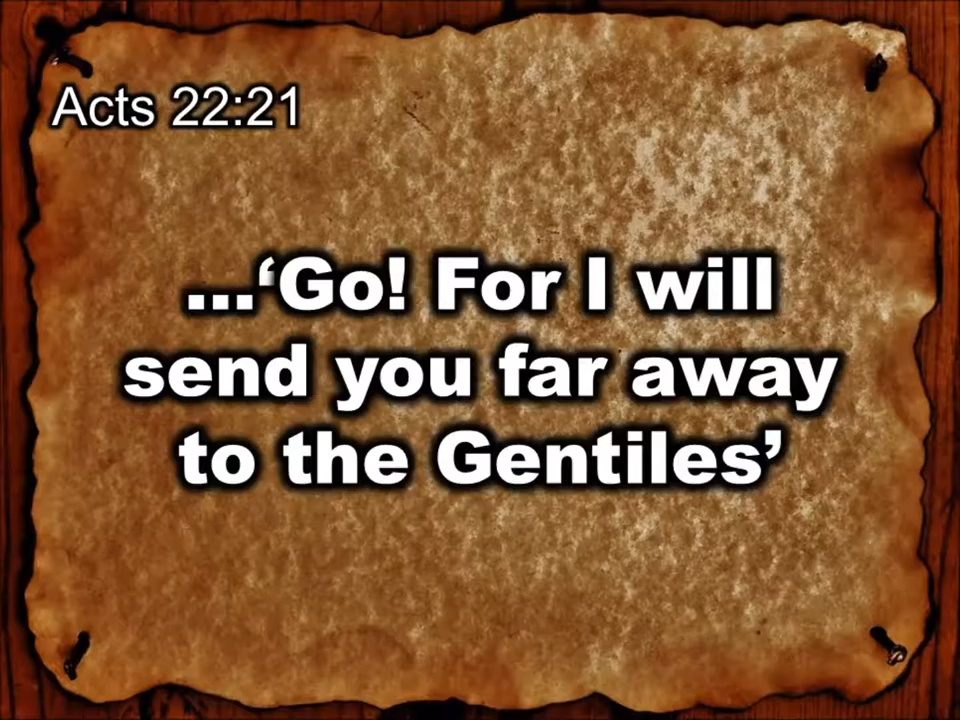 Acts 22:21
...‘Go! For I will
send you far away
to the Gentiles’